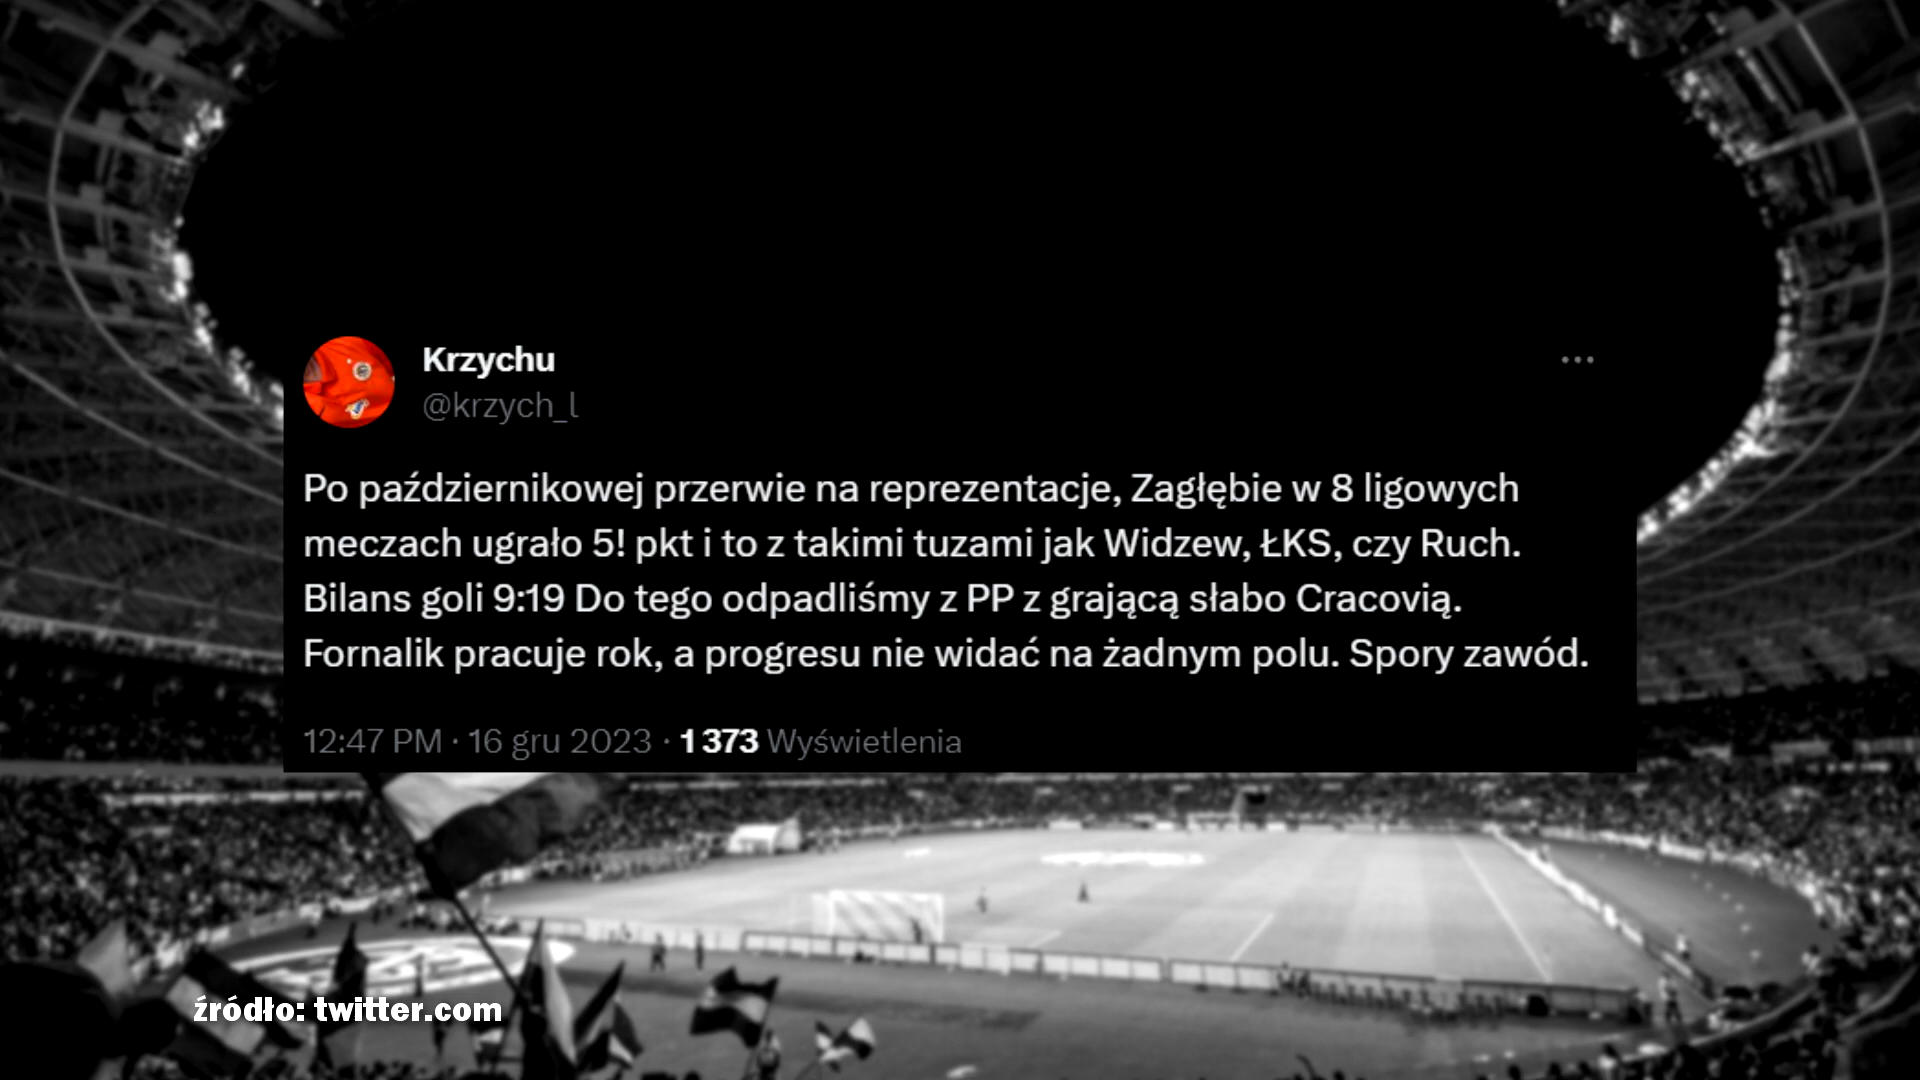 Krzychu
@krzych_l
Po październikowej przerwie na reprezentacje, Zagłębie w 8 ligowych
meczach ugrało 5! pkt i to z takimi tuzami jak Widzew, ŁKS, czy Ruch.
Bilans goli 9:19 Do tego odpadliśmy z PP z grającą słabo Cracovią.
Fornalik pracuje rok, a progresu nie widać na żadnym polu. Spory zawód.
12:47 PM · 16 gru 2023 · 1 373 Wyświetlenia
źródło: twitter.com